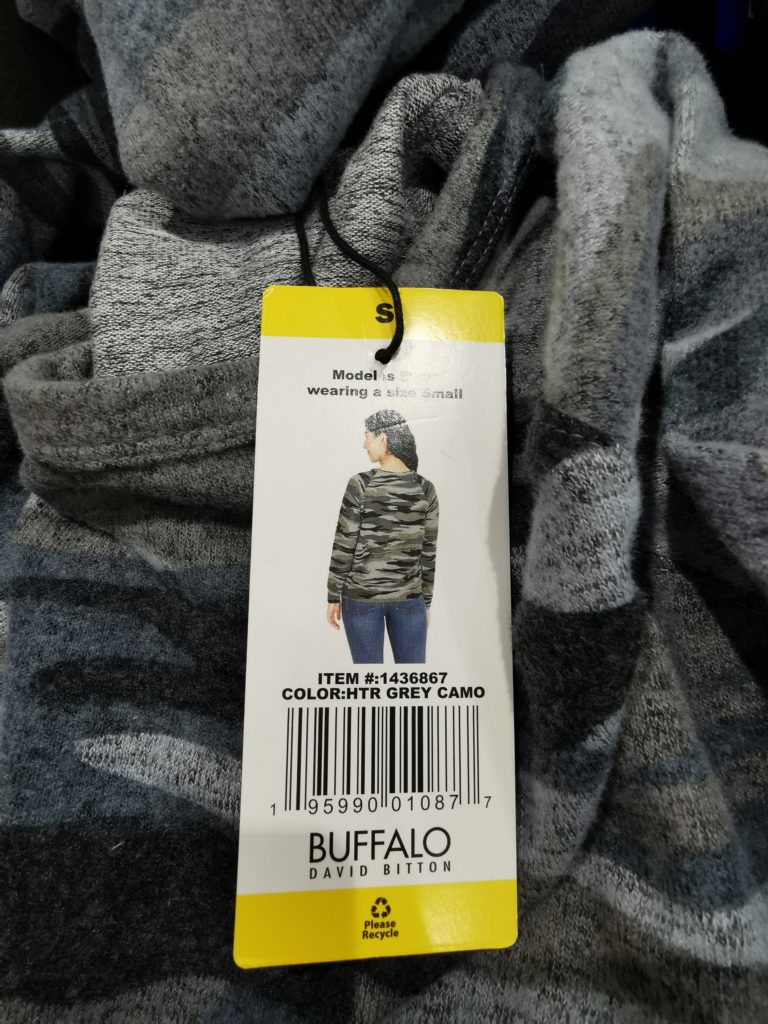 S
Model is
wearing a size Small
ITEM #:1436867
COLOR:HTR GREY CAMO
1 95990 01087 7
BUFFALO
DAVID BITTON
Please
Recycle